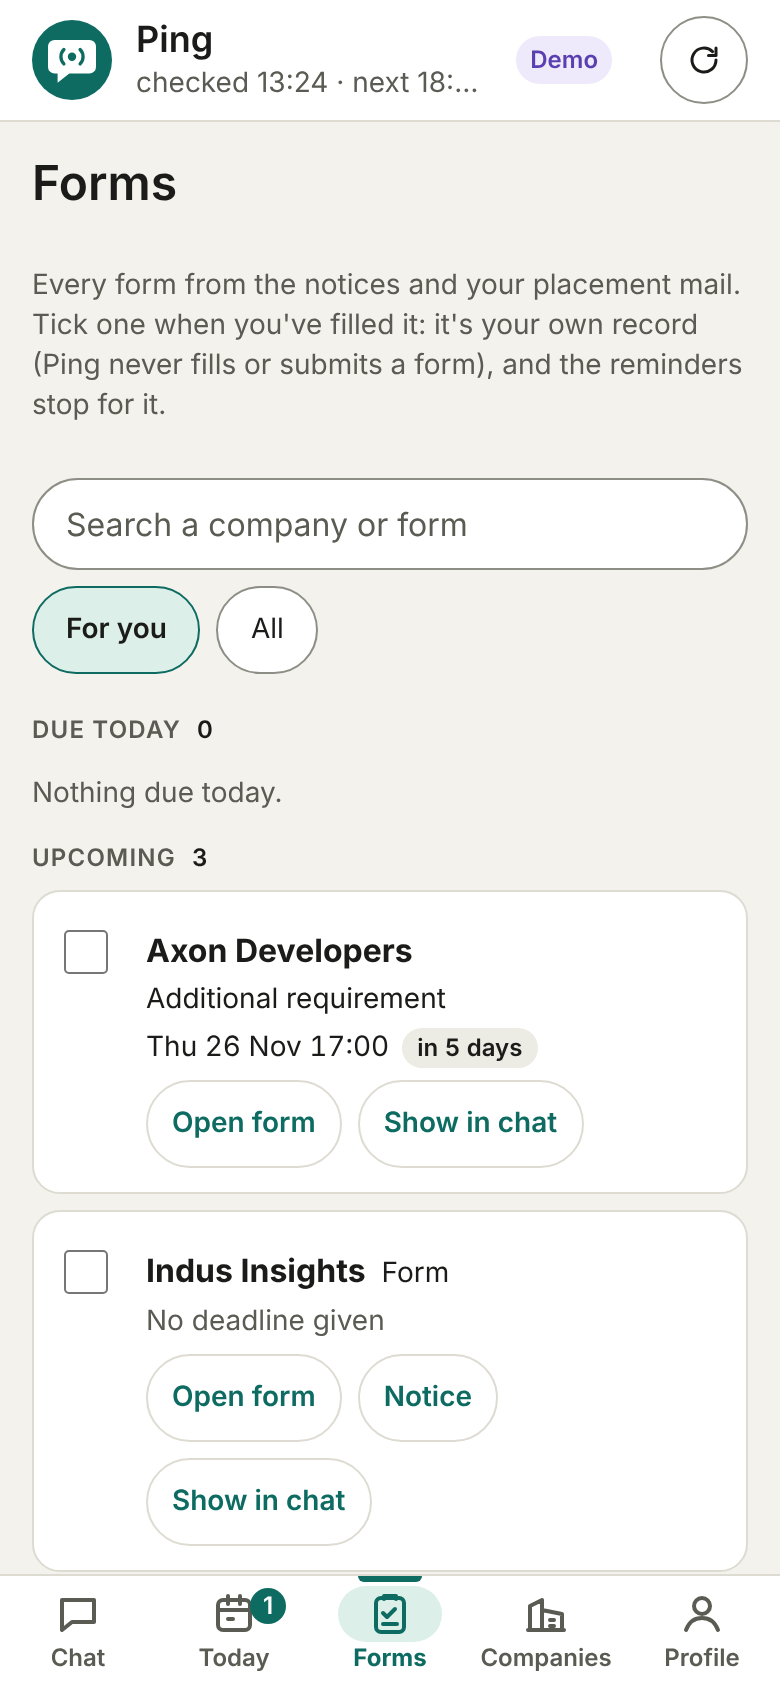 Ping
checked 13:24 · next 18:...
Demo
Forms
Every form from the notices and your placement mail.
Tick one when you've filled it: it's your own record
(Ping never fills or submits a form), and the reminders
stop for it.
Search a company or form
For you
All
DUE TODAY 0
Nothing due today.
UPCOMING 3
Axon Developers
Additional requirement
Thu 26 Nov 17:00 in 5 days
Open form
Show in chat
Indus Insights Form
No deadline given
Open form
Notice
Show in chat
1
Chat
Today
Forms
Companies
Profile